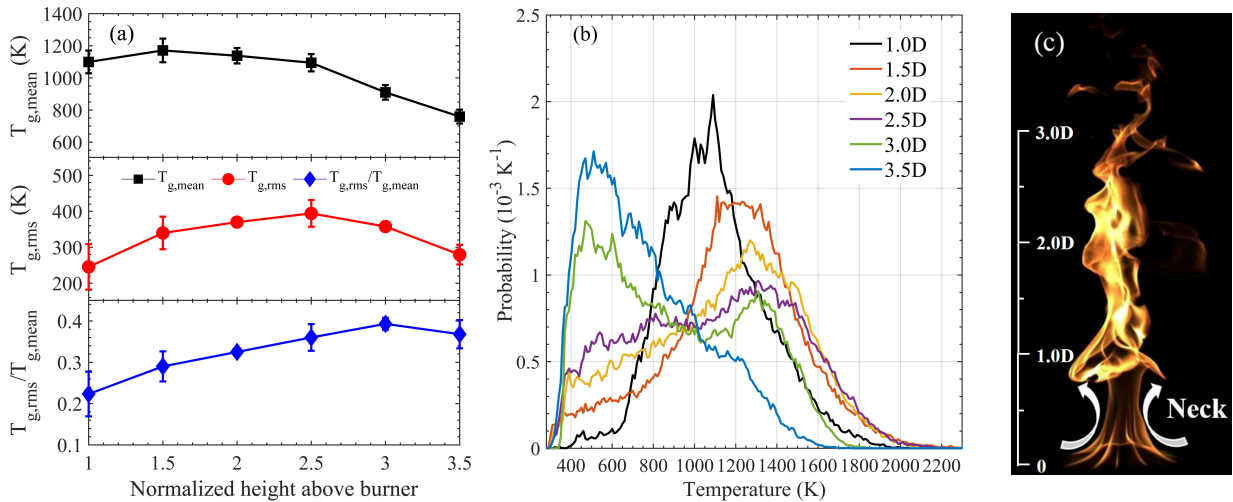 (a)
T_g,mean (K)
1400
1200
1000
800
600
T_g,rms (K)
500
400
300
200
T_g,mean
T_g,rms
T_g,rms/T_g,mean
T_g,rms/T_g,mean
0.4
0.3
0.2
0.1
1
1.5
2
2.5
3
3.5
Normalized height above burner
(b)
Probability (10⁻³ K⁻¹)
2.5
2
1.5
1
0.5
0
1.0D
1.5D
2.0D
2.5D
3.0D
3.5D
400 600 800 1000 1200 1400 1600 1800 2000 2200
Temperature (K)
(c)
3.0D
2.0D
1.0D
Neck
0